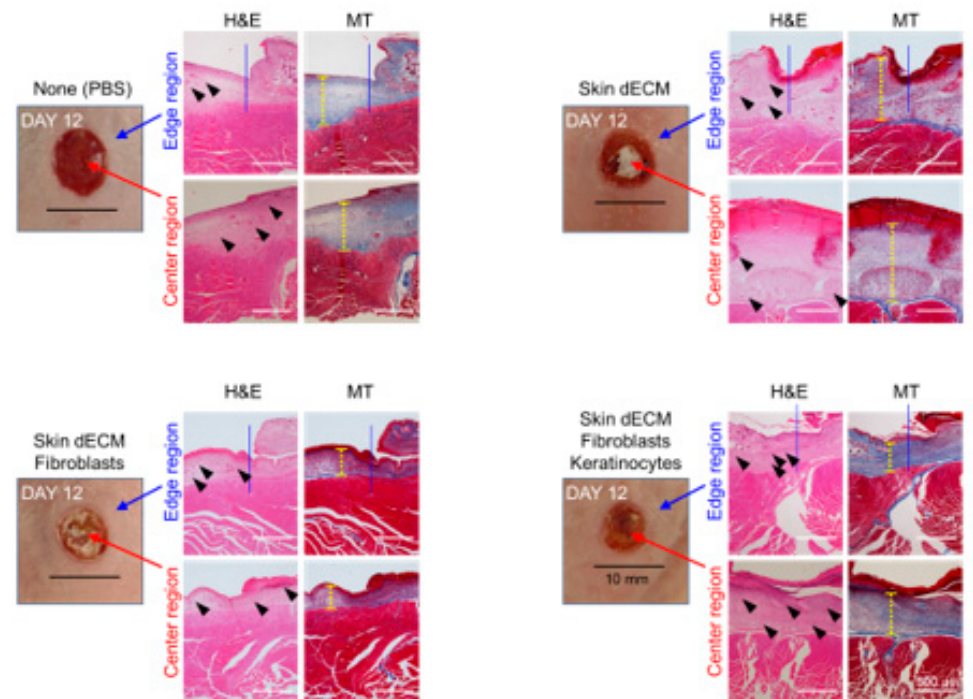 H&E MT
None (PBS)
DAY 12
Edge region
Center region
H&E MT
Skin dECM
DAY 12
Edge region
Center region
H&E MT
Skin dECM
Fibroblasts
DAY 12
Edge region
Center region
H&E MT
Skin dECM
Fibroblasts
Keratinocytes
DAY 12
10 mm
Edge region
Center region
500 μm